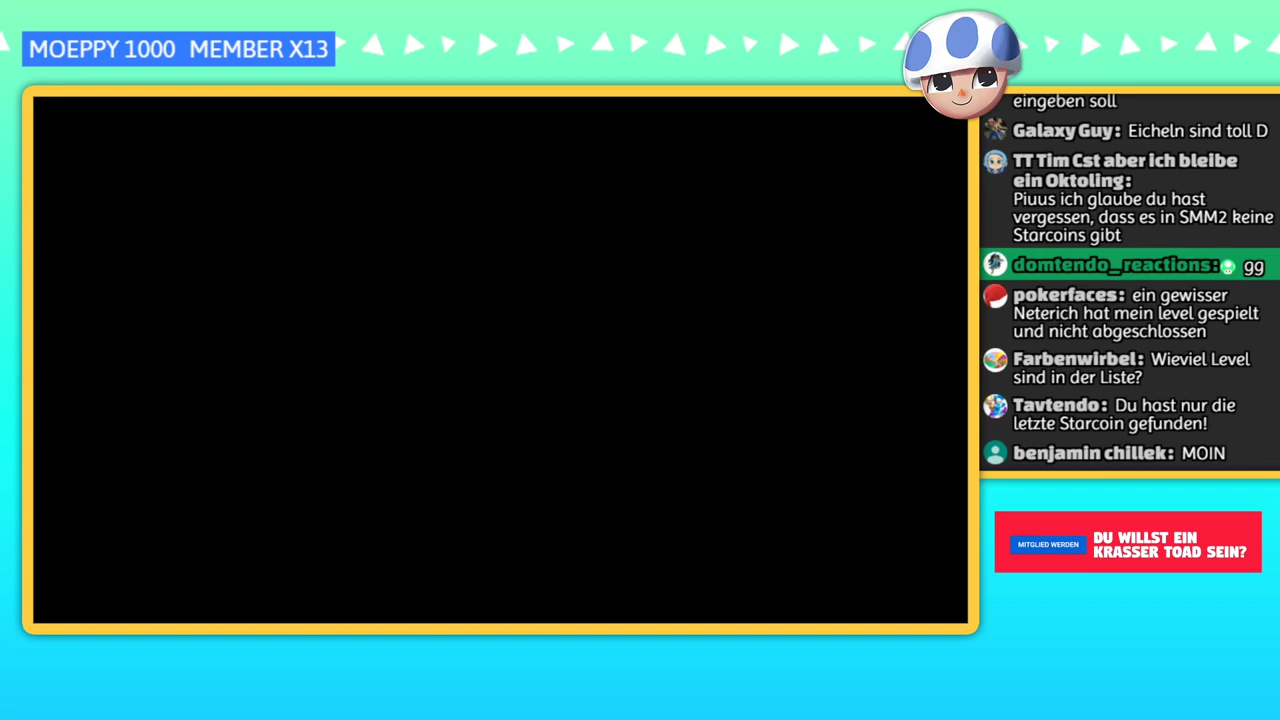 MOEPPY 1000 MEMBER X13
eingeben soll
Galaxy Guy: Eicheln sind toll D
TT Tim Cst aber ich bleibe
ein Oktoling:
Piuus ich glaube du hast
vergessen, dass es in SMM2 keine
Starcoins gibt
domtendo_reactions: gg
pokerfaces: ein gewisser
Neterich hat mein level gespielt
und nicht abgeschlossen
Farbenwirbel: Wieviel Level
sind in der Liste?
Tavtendo: Du hast nur die
letzte Starcoin gefunden!
benjamin chillek: MOIN
MITGLIED WERDEN
DU WILLST EIN
KRASSER TOAD SEIN?